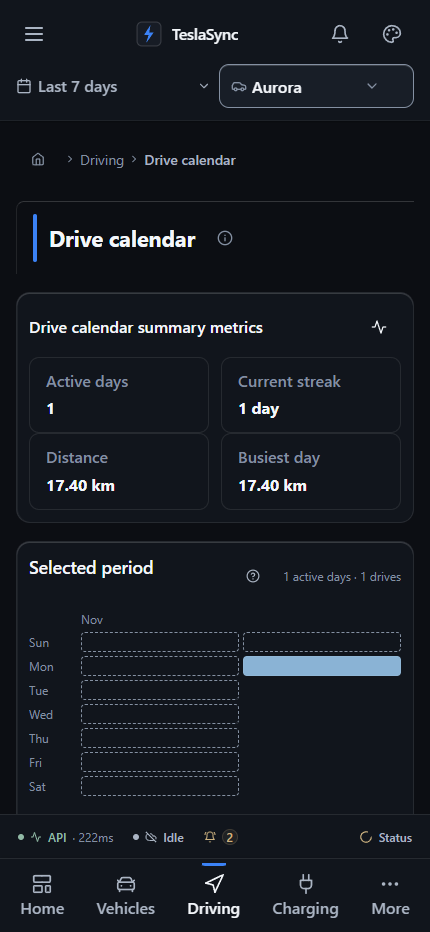 TeslaSync
Last 7 days
Aurora
Driving
Drive calendar
Drive calendar
Drive calendar summary metrics
Active days
1
Current streak
1 day
Distance
17.40 km
Busiest day
17.40 km
Selected period
1 active days · 1 drives
Nov
Sun
Mon
Tue
Wed
Thu
Fri
Sat
API · 222ms
Idle
2
Status
Home
Vehicles
Driving
Charging
More